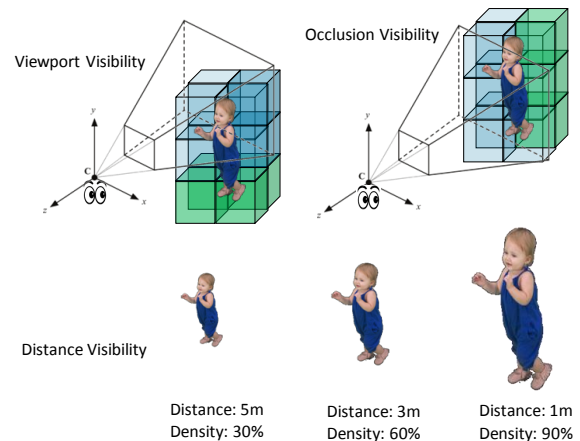 Viewport Visibility
Occlusion Visibility
y
C
z
x
y
C
z
x
Distance Visibility
Distance: 5m
Density: 30%
Distance: 3m
Density: 60%
Distance: 1m
Density: 90%